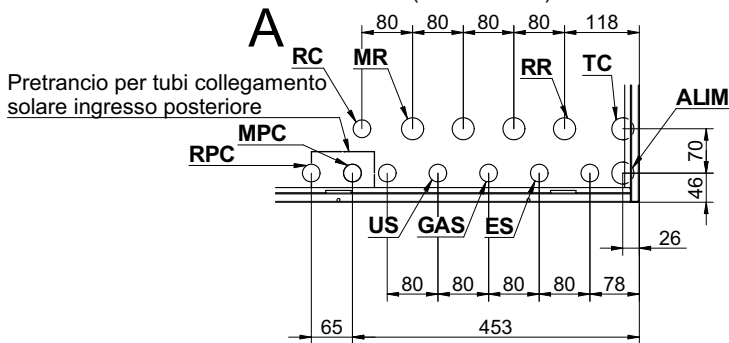 80 80 80 80 118
A
RC MR RR TC
Pretrancio per tubi collegamento
solare ingresso posteriore
ALIM
MPC
RPC
70
46
US GAS ES
26
80 80 80 80 78
65 453